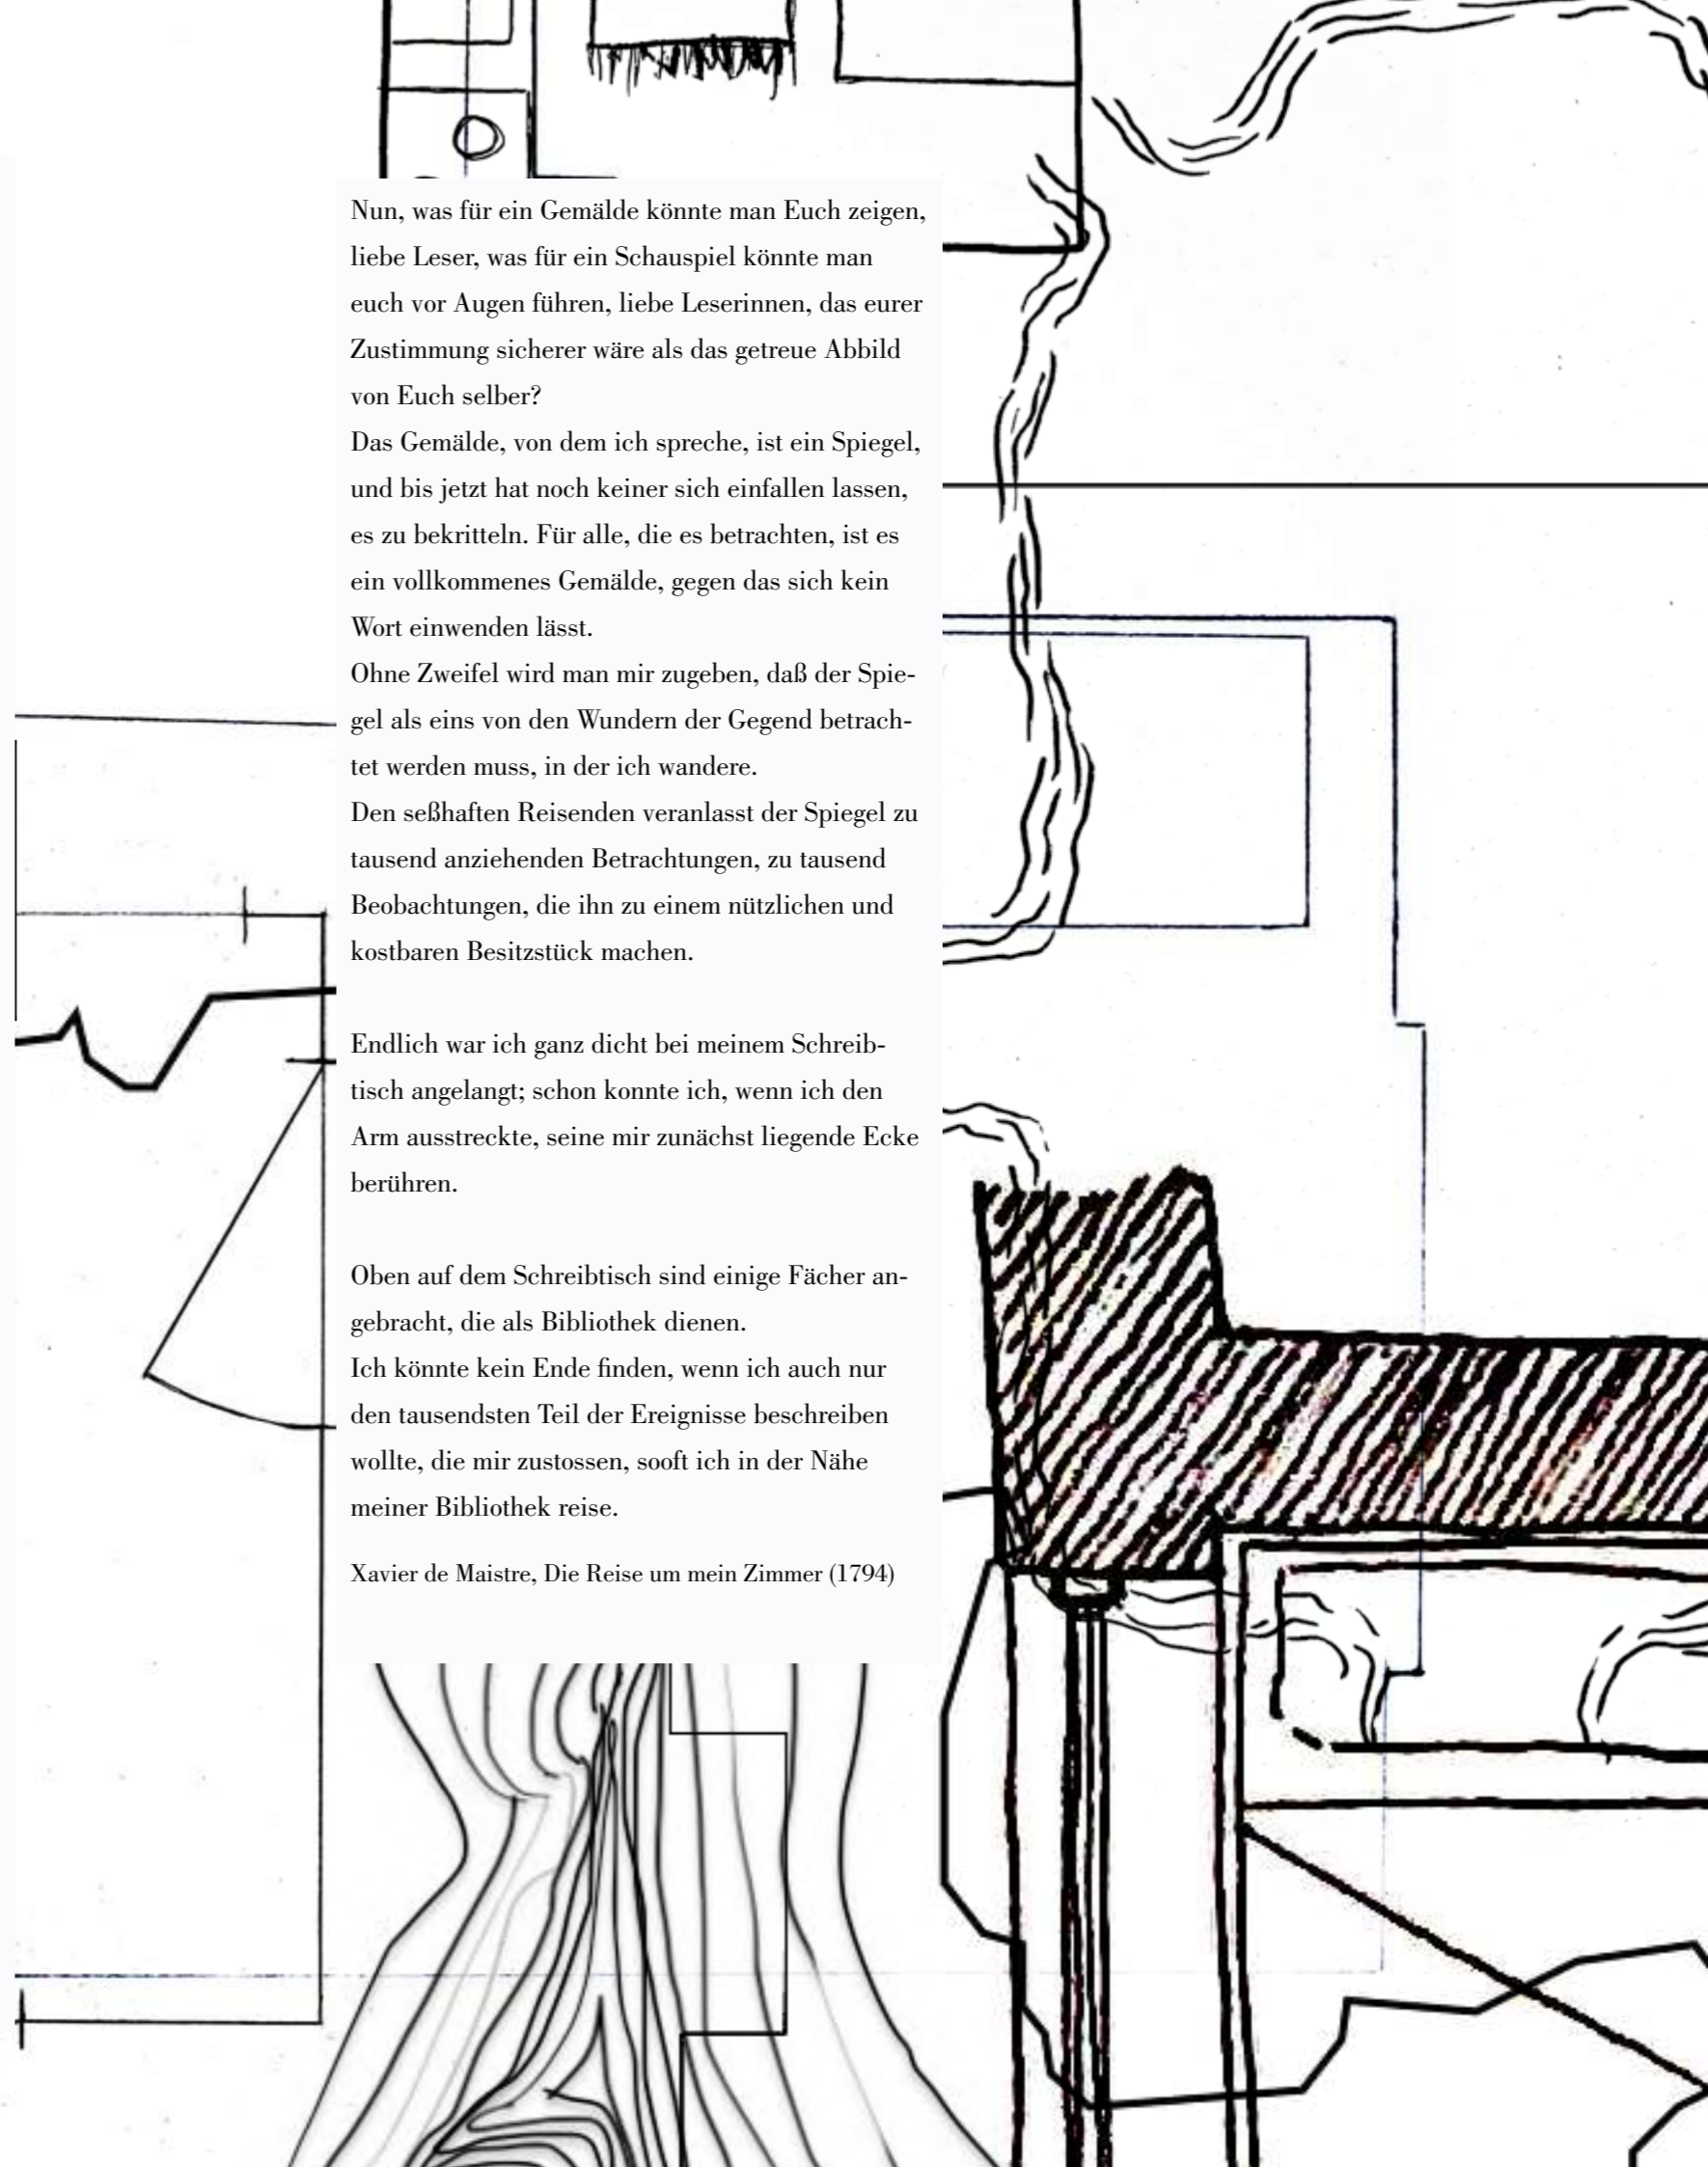 Nun, was für ein Gemälde könnte man Euch zeigen,
liebe Leser, was für ein Schauspiel könnte man
euch vor Augen führen, liebe Leserinnen, das eurer
Zustimmung sicherer wäre als das getreue Abbild
von Euch selber?
Das Gemälde, von dem ich spreche, ist ein Spiegel,
und bis jetzt hat noch keiner sich einfallen lassen,
es zu bekritteln. Für alle, die es betrachten, ist es
ein vollkommenes Gemälde, gegen das sich kein
Wort einwenden lässt.
Ohne Zweifel wird man mir zugeben, daß der Spie-
gel als eins von den Wundern der Gegend betrach-
tet werden muss, in der ich wandere.
Den seßhaften Reisenden veranlasst der Spiegel zu
tausend anziehenden Betrachtungen, zu tausend
Beobachtungen, die ihn zu einem nützlichen und
kostbaren Besitzstück machen.
Endlich war ich ganz dicht bei meinem Schreib-
tisch angelangt; schon konnte ich, wenn ich den
Arm ausstreckte, seine mir zunächst liegende Ecke
berühren.
Oben auf dem Schreibtisch sind einige Fächer an-
gebracht, die als Bibliothek dienen.
Ich könnte kein Ende finden, wenn ich auch nur
den tausendsten Teil der Ereignisse beschreiben
wollte, die mir zustossen, sooft ich in der Nähe
meiner Bibliothek reise.
Xavier de Maistre, Die Reise um mein Zimmer (1794)